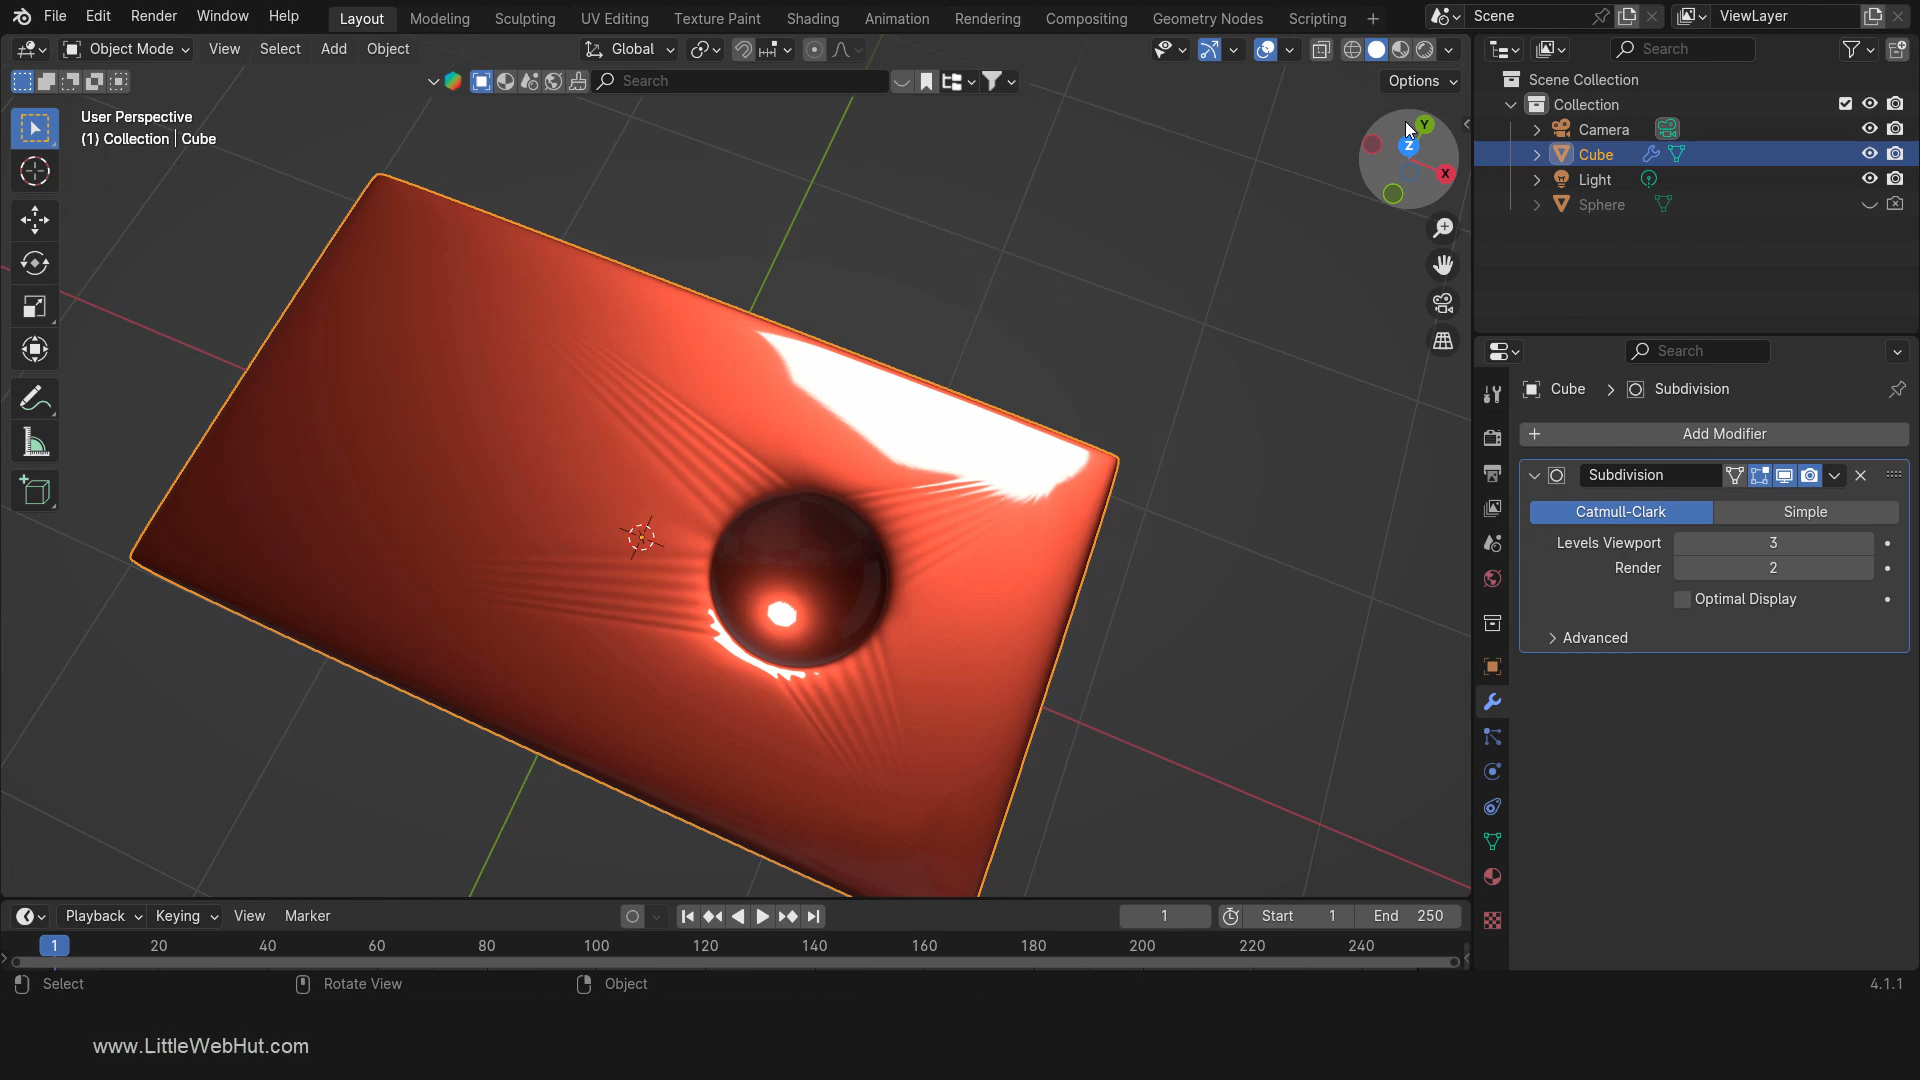 File Edit Render Window Help Layout Modeling Sculpting UV Editing Texture Paint Shading Animation Rendering Compositing Geometry Nodes Scripting + Scene ViewLayer
Object Mode View Select Add Object Global Search
Search Options
User Perspective
(1) Collection | Cube
Y
Z
X
Scene Collection
Collection
Camera
Cube
Light
Sphere
Search
Cube > Subdivision
+ Add Modifier
Subdivision
Catmull-Clark Simple
Levels Viewport 3
Render 2
Optimal Display
Advanced
Playback Keying View Marker 1 Start 1 End 250
1 20 40 60 80 100 120 140 160 180 200 220 240
Select Rotate View Object 4.1.1
www.LittleWebHut.com